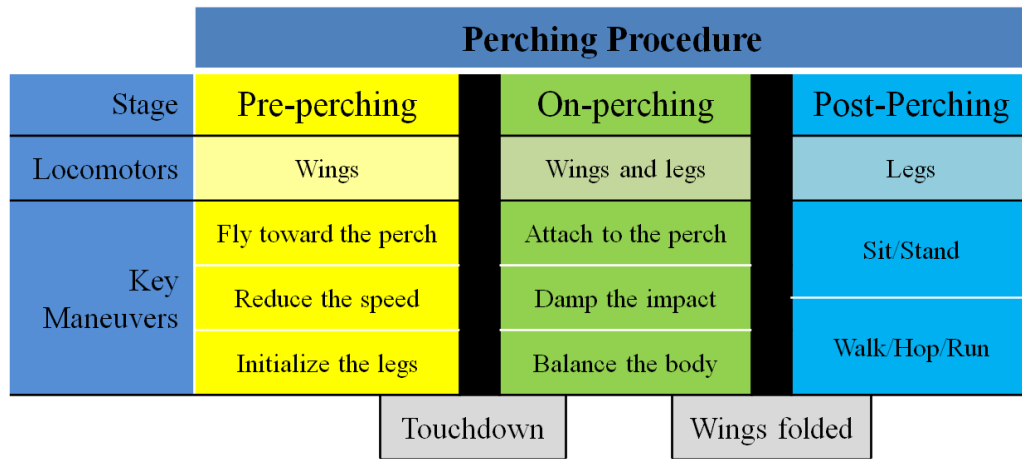 Perching Procedure
Stage
Pre-perching
On-perching
Post-Perching
Locomotors
Wings
Wings and legs
Legs
Key
Maneuvers
Fly toward the perch
Attach to the perch
Sit/Stand
Reduce the speed
Damp the impact
Walk/Hop/Run
Initialize the legs
Balance the body
Touchdown
Wings folded